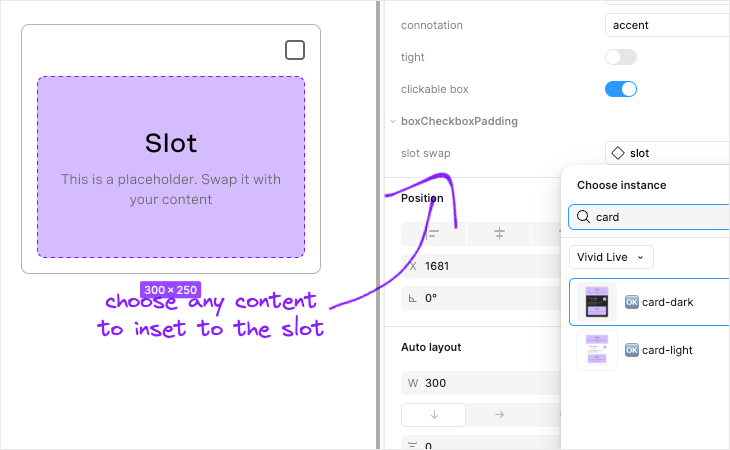 Slot
This is a placeholder. Swap it with
your content
300 × 250
choose any content
to inset to the slot
connotation
accent
tight
clickable box
boxCheckboxPadding
slot swap
slot
Position
X 1681
0°
Auto layout
W 300
0
Choose instance
card
Vivid Live
🆗 card-dark
🆗 card-light